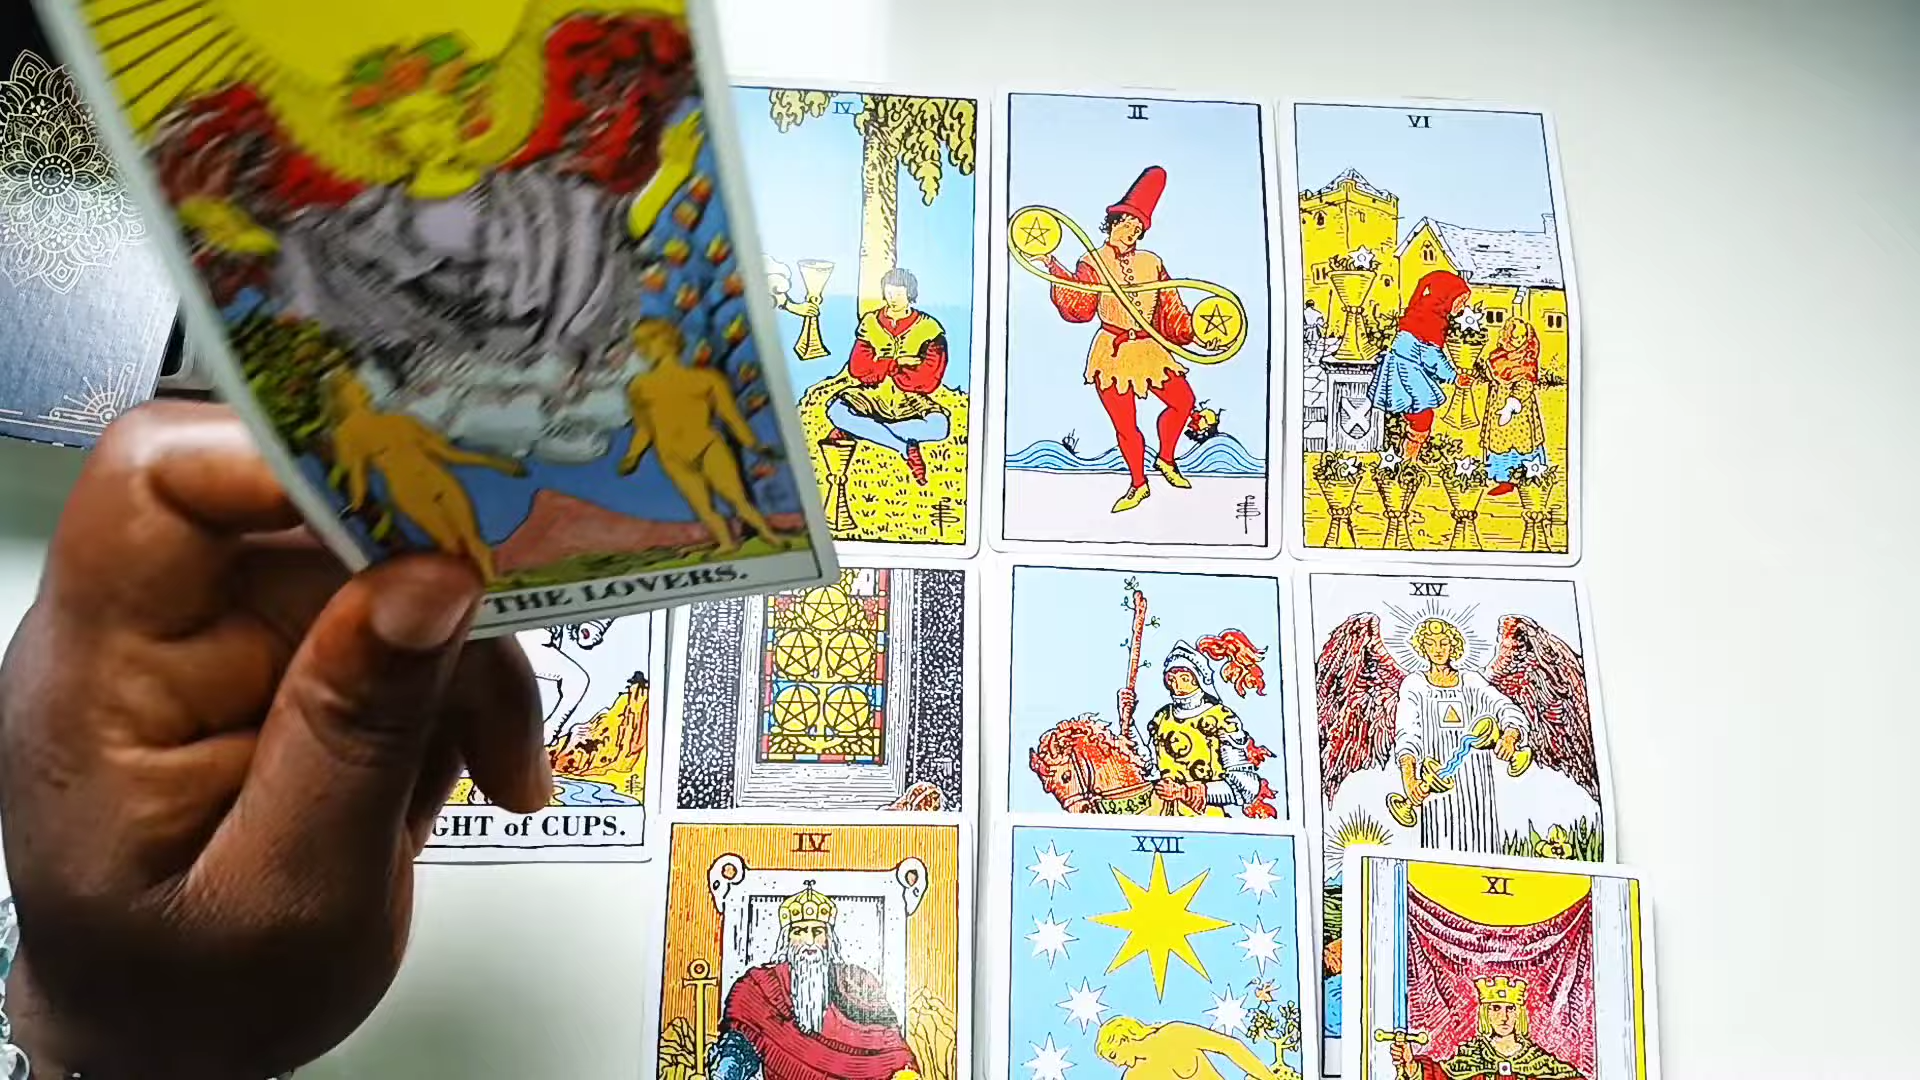 IV
II
VI
THE LOVERS.
XIV
GHT of CUPS.
IV
XVII
XI